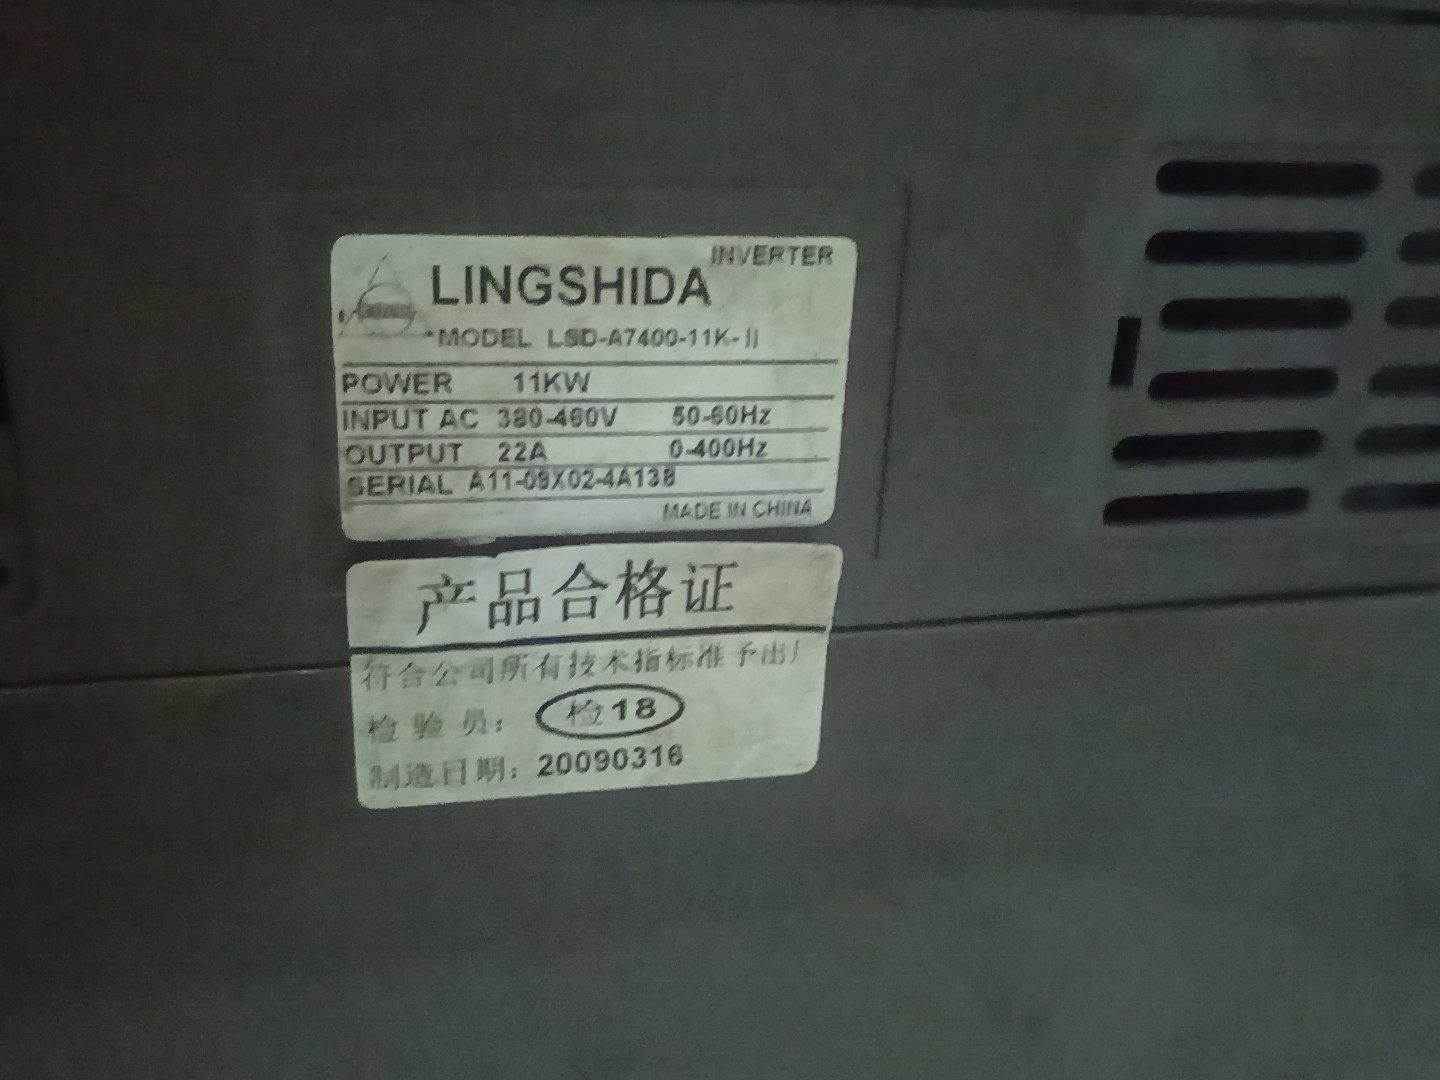 INVERTER
LINGSHIDA
MODEL LSD-A7400-11K-II
POWER 11KW
INPUT AC 380-460V 50-60Hz
OUTPUT 22A 0-400Hz
SERIAL A11-09X02-4A138
MADE IN CHINA
产品合格证
符合公司所有技术指标准予出厂
检验员: 检18
制造日期: 20090316